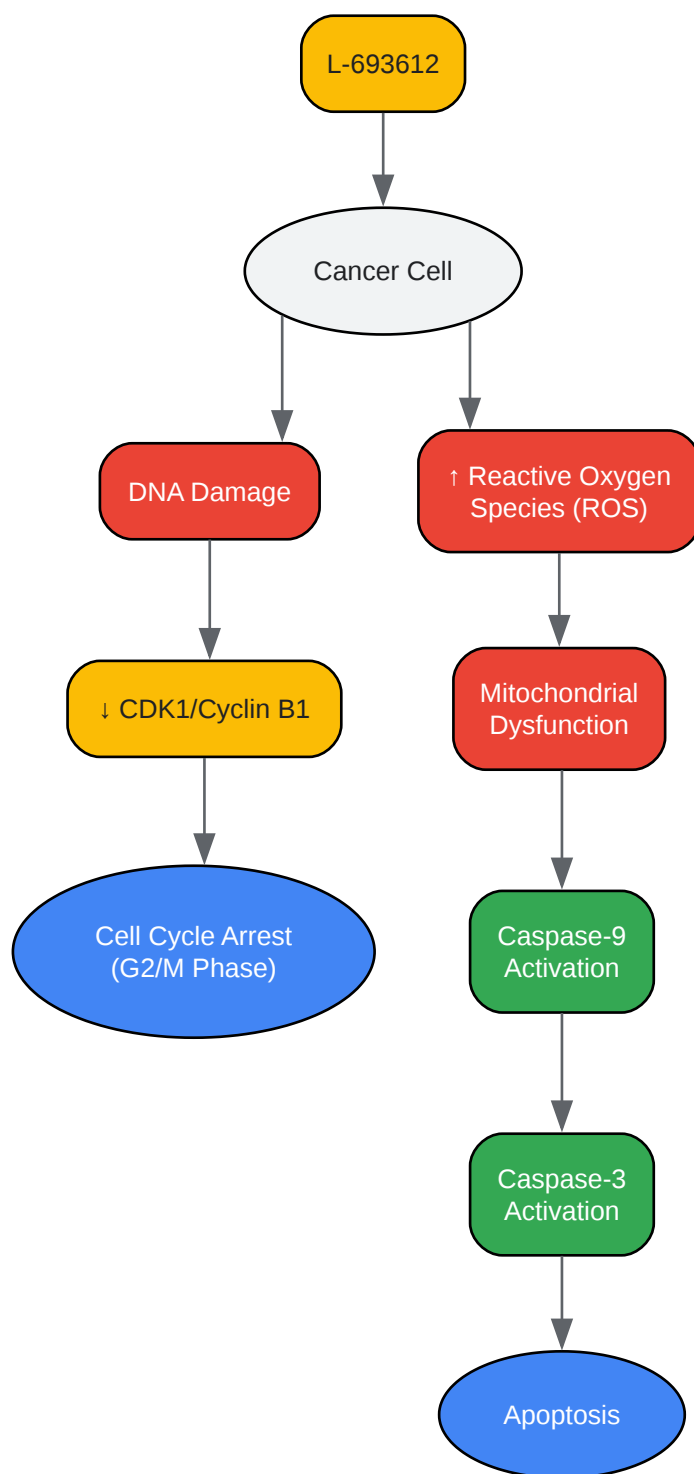 L-693612
Cancer Cell
DNA Damage
↑ Reactive Oxygen
Species (ROS)
↓ CDK1/Cyclin B1
Mitochondrial
Dysfunction
Cell Cycle Arrest
(G2/M Phase)
Caspase-9
Activation
Caspase-3
Activation
Apoptosis